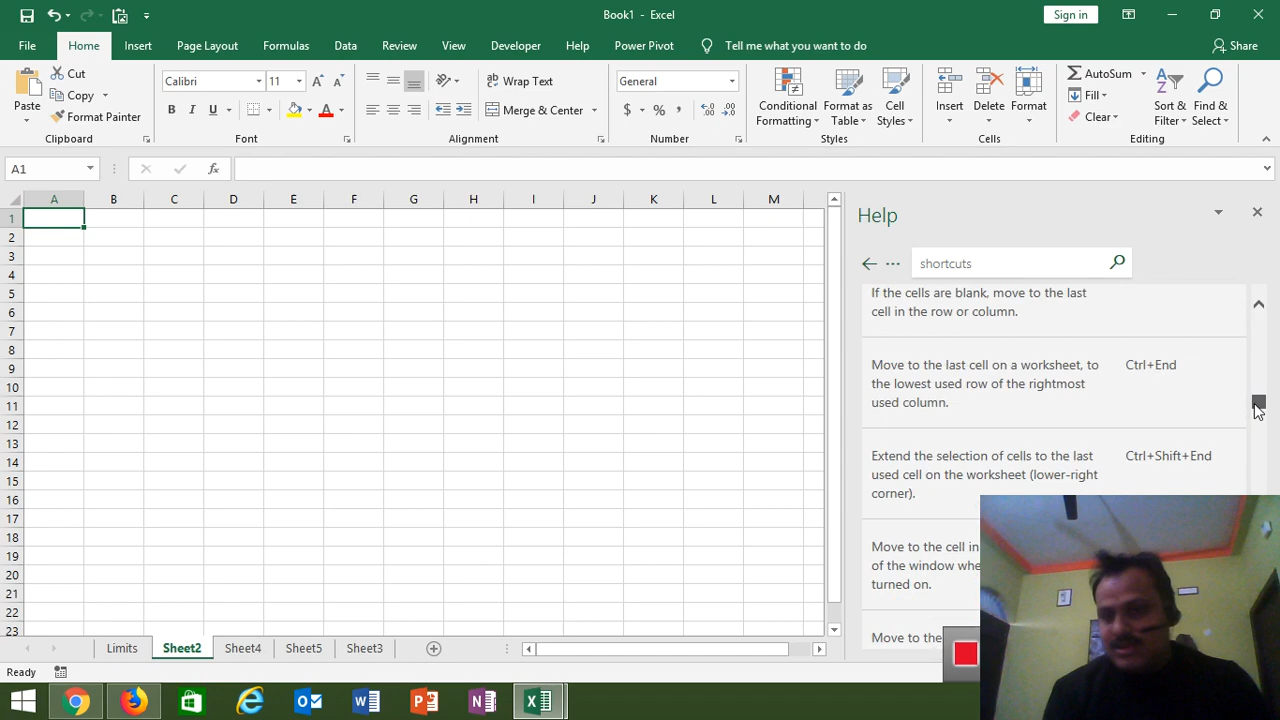 Book1 - Excel
Sign in
File Home Insert Page Layout Formulas Data Review View Developer Help Power Pivot Tell me what you want to do Share
Paste
Cut
Copy
Format Painter
Clipboard
Calibri 11
B I U A
Font
Wrap Text
Merge & Center
Alignment
General
$ % ,
Number
Conditional Formatting
Format as Table
Cell Styles
Styles
Insert Delete Format
Cells
AutoSum
Fill
Clear
Sort & Filter
Find & Select
Editing
A1 fx
A B C D E F G H I J K L M
1
2
3
4
5
6
7
8
9
10
11
12
13
14
15
16
17
18
19
20
21
22
23
Help
shortcuts
If the cells are blank, move to the last
cell in the row or column.
Move to the last cell on a worksheet, to Ctrl+End
the lowest used row of the rightmost
used column.
Extend the selection of cells to the last Ctrl+Shift+End
used cell on the worksheet (lower-right
corner).
Move to the cell in
of the window whe
turned on.
Move to the
Limits Sheet2 Sheet4 Sheet5 Sheet3
Ready